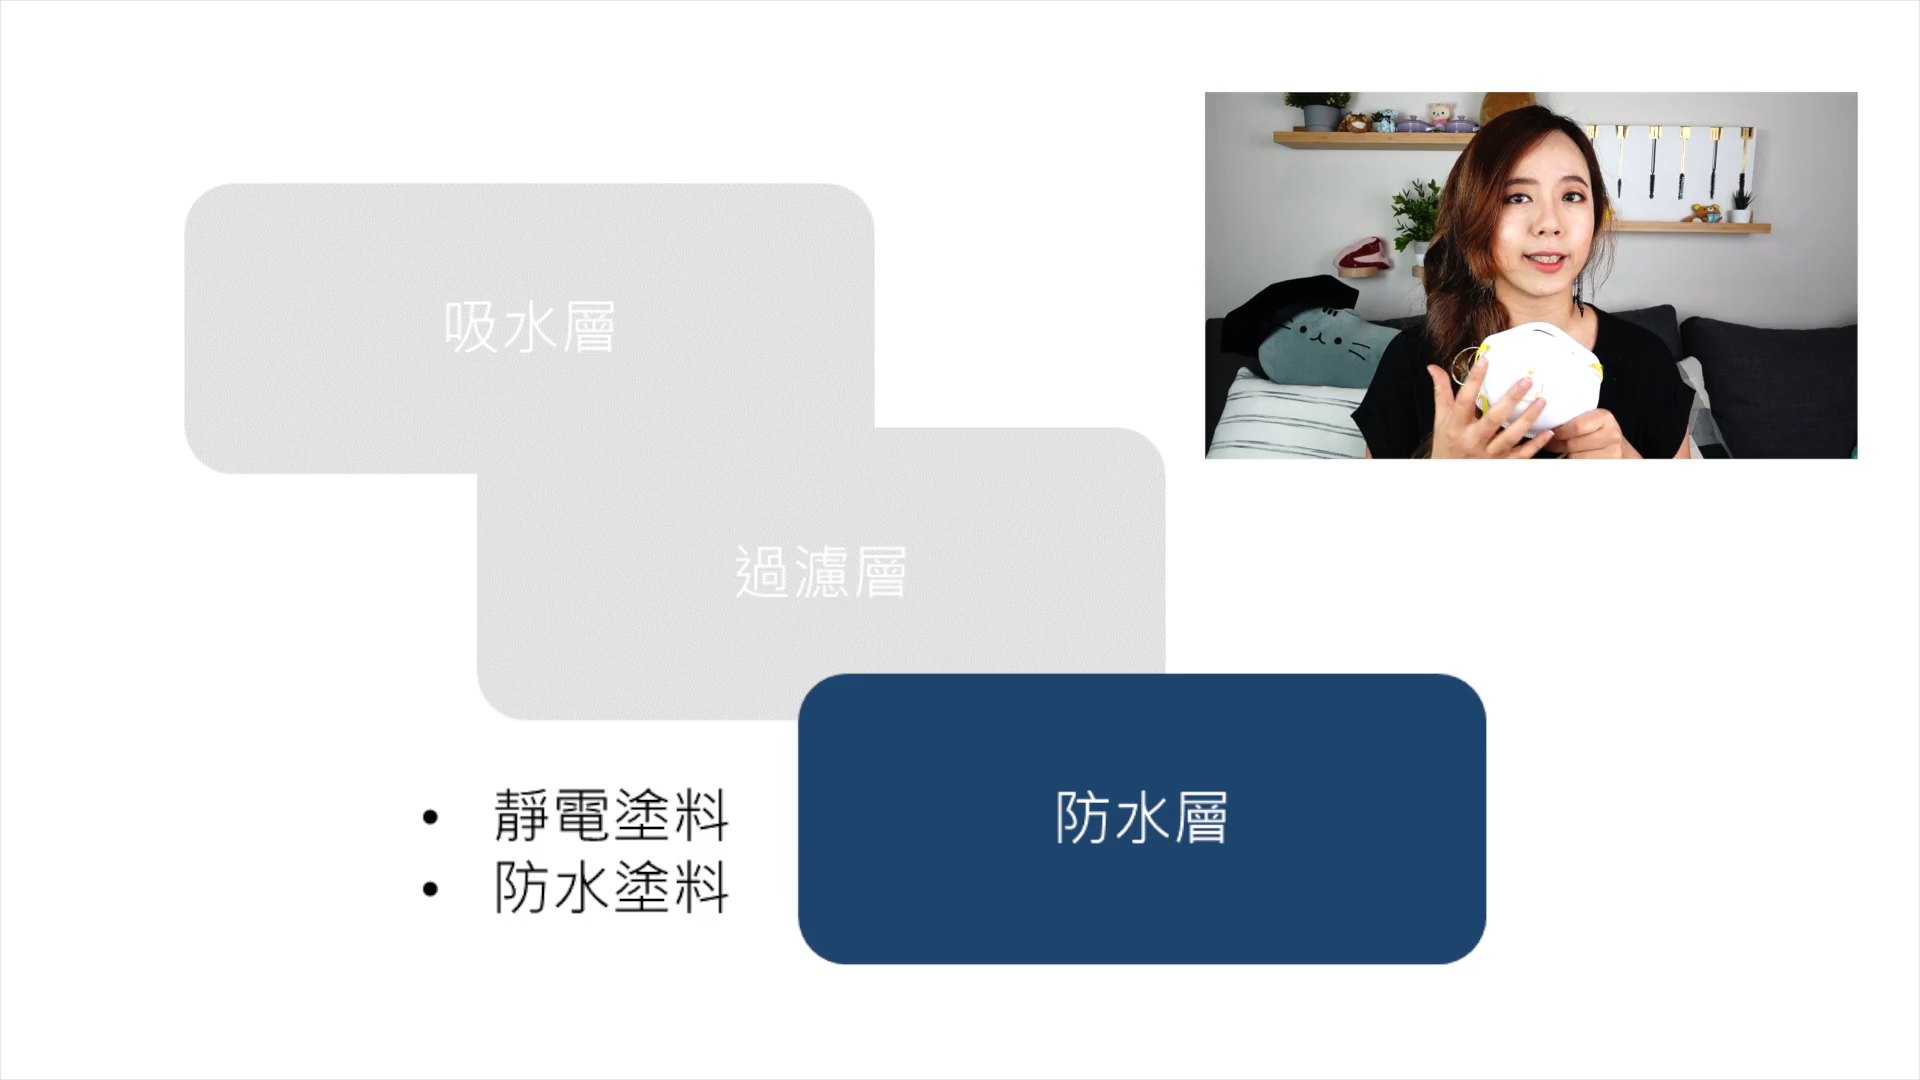 吸水層
過濾層
• 靜電塗料
• 防水塗料
防水層